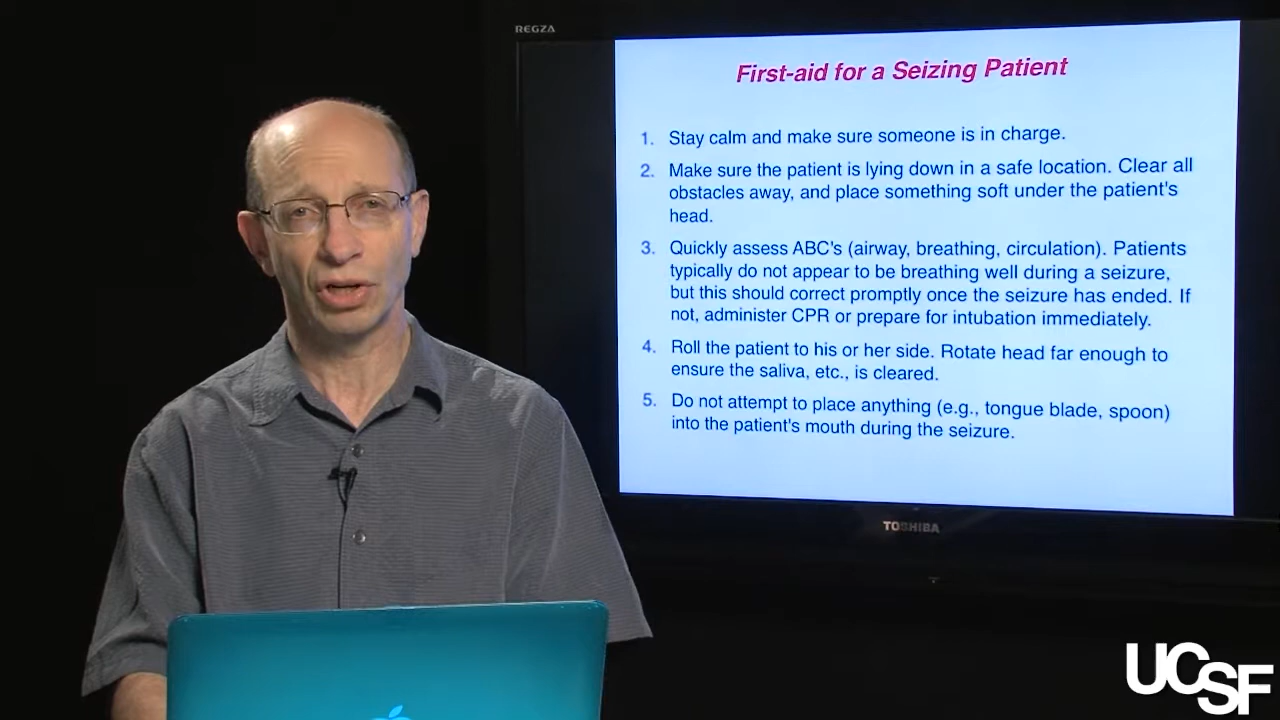 REGZA
First-aid for a Seizing Patient
1. Stay calm and make sure someone is in charge.
2. Make sure the patient is lying down in a safe location. Clear all
obstacles away, and place something soft under the patient's
head.
3. Quickly assess ABC's (airway, breathing, circulation). Patients
typically do not appear to be breathing well during a seizure,
but this should correct promptly once the seizure has ended. If
not, administer CPR or prepare for intubation immediately.
4. Roll the patient to his or her side. Rotate head far enough to
ensure the saliva, etc., is cleared.
5. Do not attempt to place anything (e.g., tongue blade, spoon)
into the patient's mouth during the seizure.
TOSHIBA
UCSF